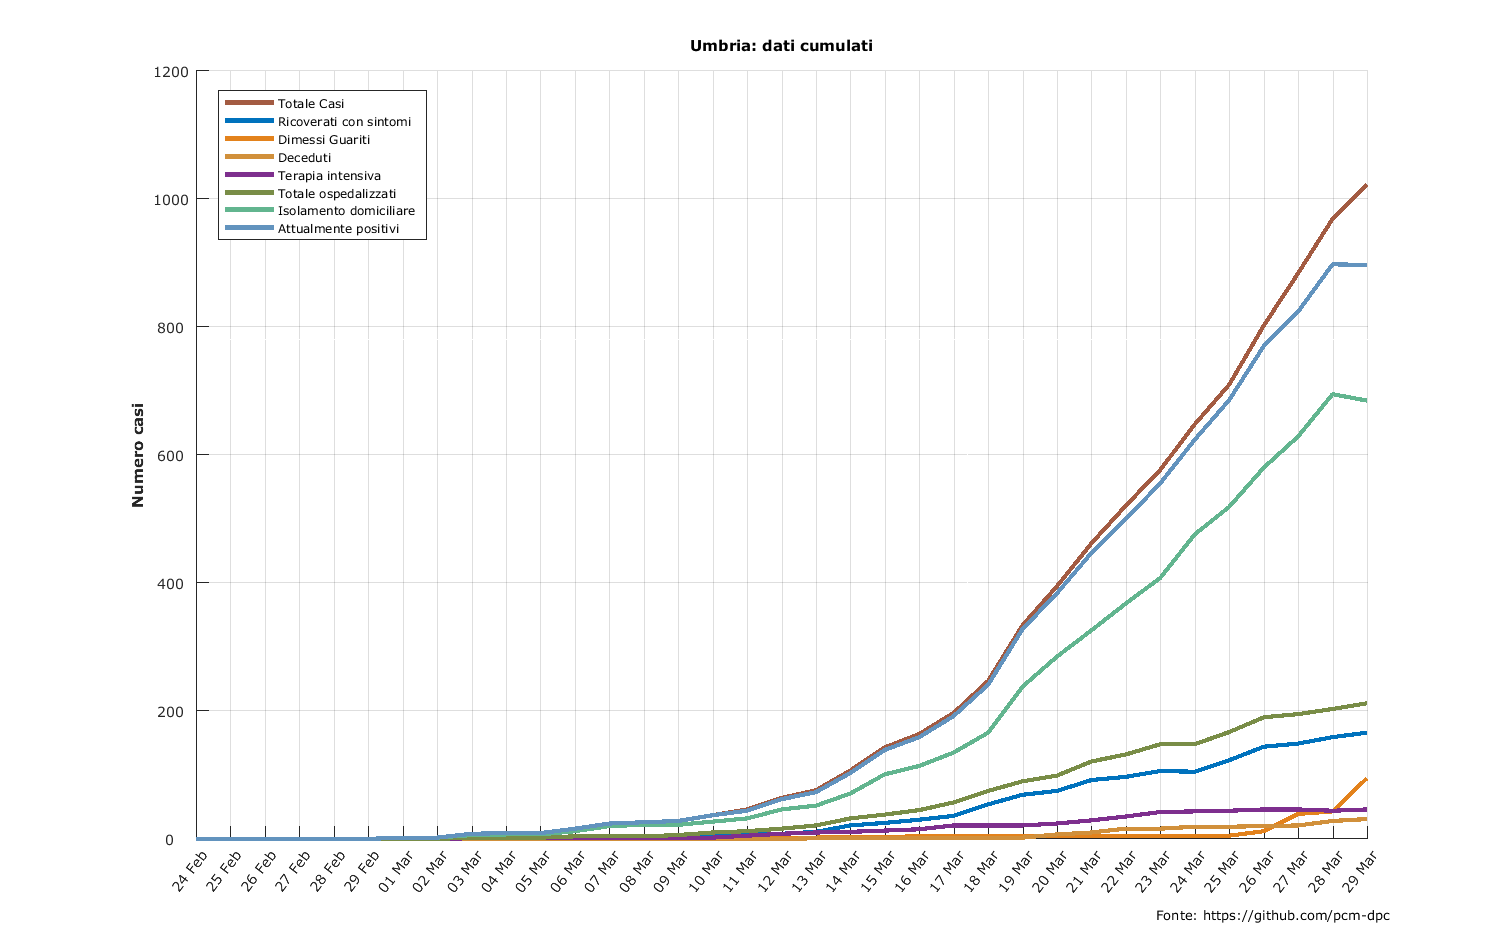 Umbria: dati cumulati
1200
1000
800
600
400
200
0
Numero casi
Totale Casi
Ricoverati con sintomi
Dimessi Guariti
Deceduti
Terapia intensiva
Totale ospedalizzati
Isolamento domiciliare
Attualmente positivi
24 Feb
25 Feb
26 Feb
27 Feb
28 Feb
29 Feb
01 Mar
02 Mar
03 Mar
04 Mar
05 Mar
06 Mar
07 Mar
08 Mar
09 Mar
10 Mar
11 Mar
12 Mar
13 Mar
14 Mar
15 Mar
16 Mar
17 Mar
18 Mar
19 Mar
20 Mar
21 Mar
22 Mar
23 Mar
24 Mar
25 Mar
26 Mar
27 Mar
28 Mar
29 Mar
Fonte: https://github.com/pcm-dpc